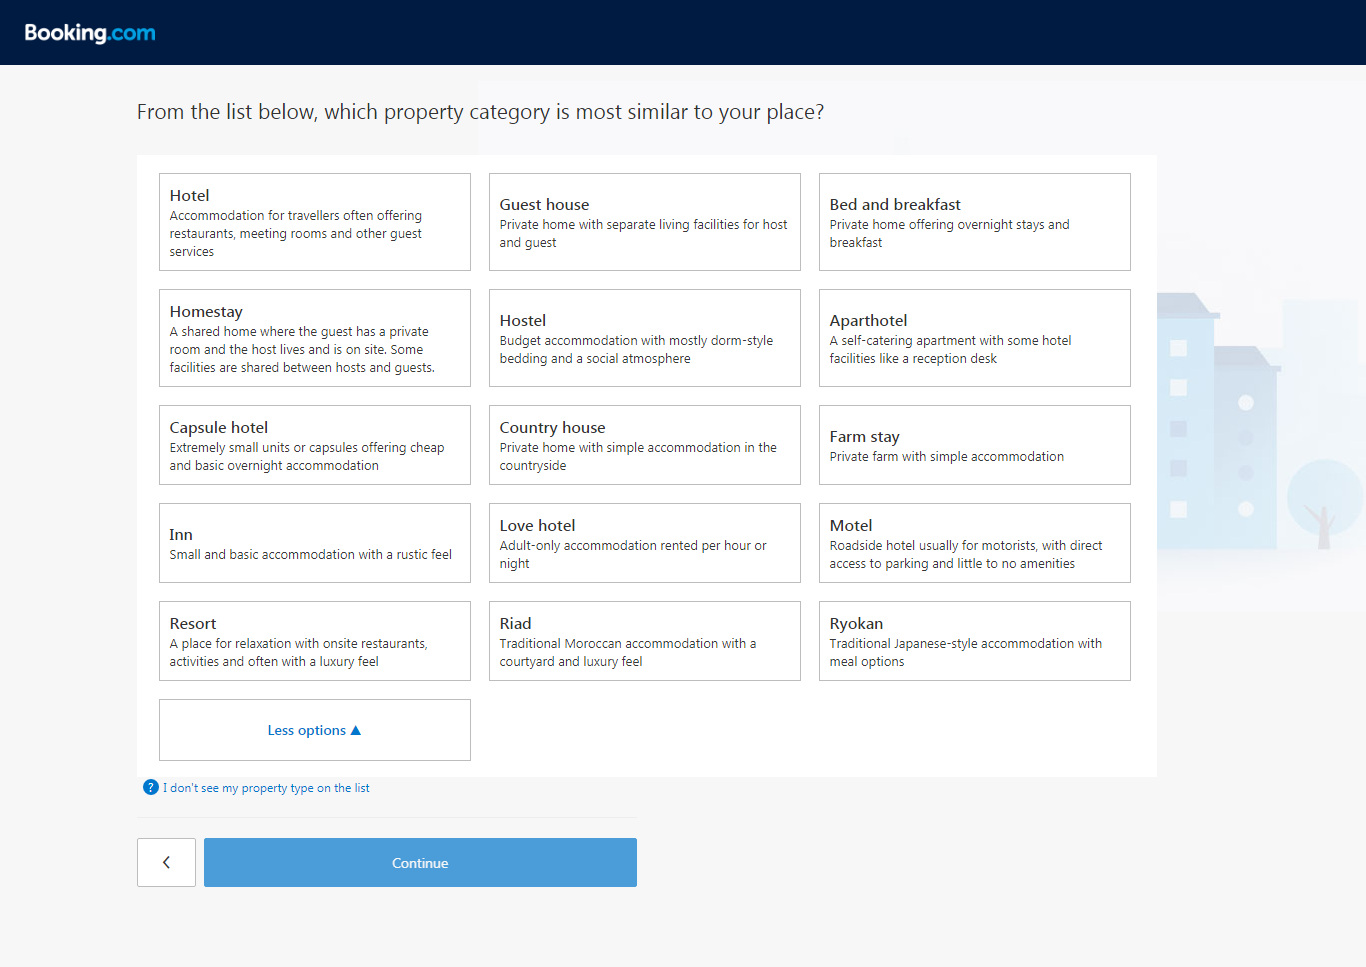 Booking.com
From the list below, which property category is most similar to your place?
Hotel
Accommodation for travellers often offering
restaurants, meeting rooms and other guest
services
Guest house
Private home with separate living facilities for host
and guest
Bed and breakfast
Private home offering overnight stays and
breakfast
Homestay
A shared home where the guest has a private
room and the host lives and is on site. Some
facilities are shared between hosts and guests.
Hostel
Budget accommodation with mostly dorm-style
bedding and a social atmosphere
Aparthotel
A self-catering apartment with some hotel
facilities like a reception desk
Capsule hotel
Extremely small units or capsules offering cheap
and basic overnight accommodation
Country house
Private home with simple accommodation in the
countryside
Farm stay
Private farm with simple accommodation
Inn
Small and basic accommodation with a rustic feel
Love hotel
Adult-only accommodation rented per hour or
night
Motel
Roadside hotel usually for motorists, with direct
access to parking and little to no amenities
Resort
A place for relaxation with onsite restaurants,
activities and often with a luxury feel
Riad
Traditional Moroccan accommodation with a
courtyard and luxury feel
Ryokan
Traditional Japanese-style accommodation with
meal options
Less options ▲
? I don't see my property type on the list
Continue